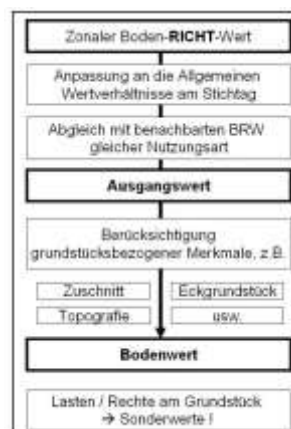 Zonaler Boden-RICHT-Wert
Anpassung an die Allgemeinen
Wertverhältnisse am Stichtag
Abgleich mit benachbarten BRW
gleicher Nutzungsart
Ausgangswert
Berücksichtigung
grundstücksbezogener Merkmale, z.B.
Zuschnitt
Eckgrundstück
Topografie
usw.
Bodenwert
Lasten / Rechte am Grundstück
→ Sonderwerte !